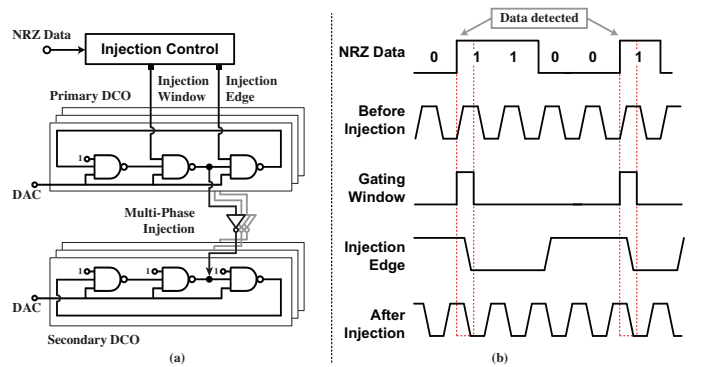 NRZ Data
Injection Control
Injection
Window
Injection
Edge
Primary DCO
1
DAC
Multi-Phase
Injection
1
1
1
DAC
Secondary DCO
(a)
Data detected
NRZ Data
0 1 1 0 0 1
Before
Injection
Gating
Window
Injection
Edge
After
Injection
(b)